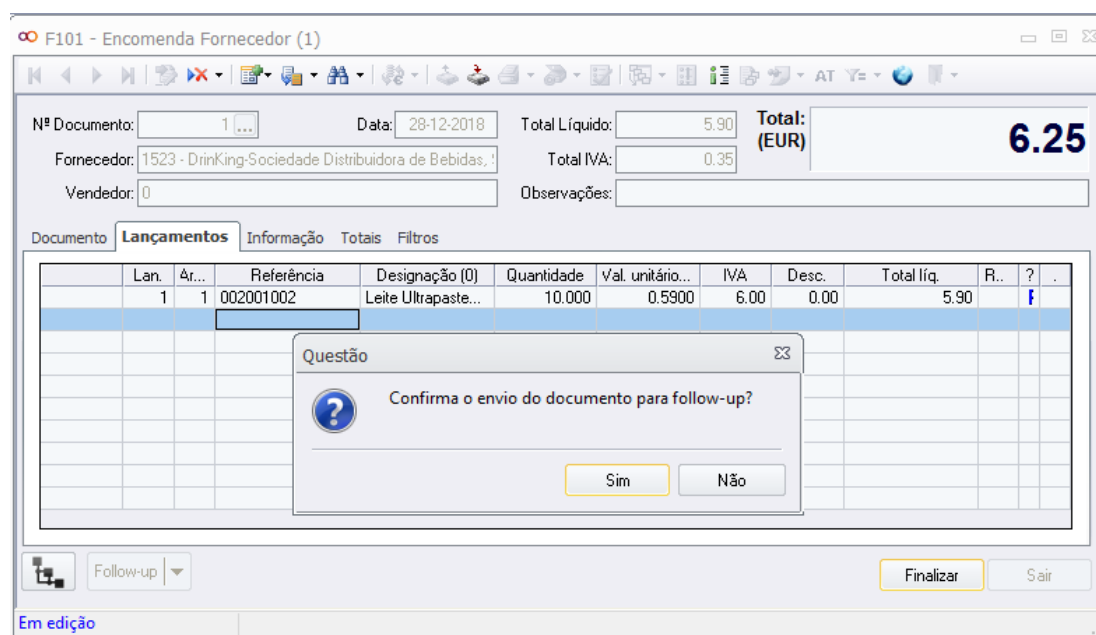 F101 - Encomenda Fornecedor (1)
AT
Nº Documento: 1 ... Data: 28-12-2018 Total Líquido: 5.90 Total: (EUR) 6.25
Fornecedor: 1523 - DrinKing-Sociedade Distribuidora de Bebidas, Total IVA: 0.35
Vendedor: 0 Observações:
Documento Lançamentos Informação Totais Filtros
Lan. Ar... Referência Designação (0) Quantidade Val. unitário... IVA Desc. Total líq. R.. ? .
1 1 002001002 Leite Ultrapaste... 10.000 0.5900 6.00 0.00 5.90
Questão
Confirma o envio do documento para follow-up?
Sim Não
Follow-up Finalizar Sair
Em edição